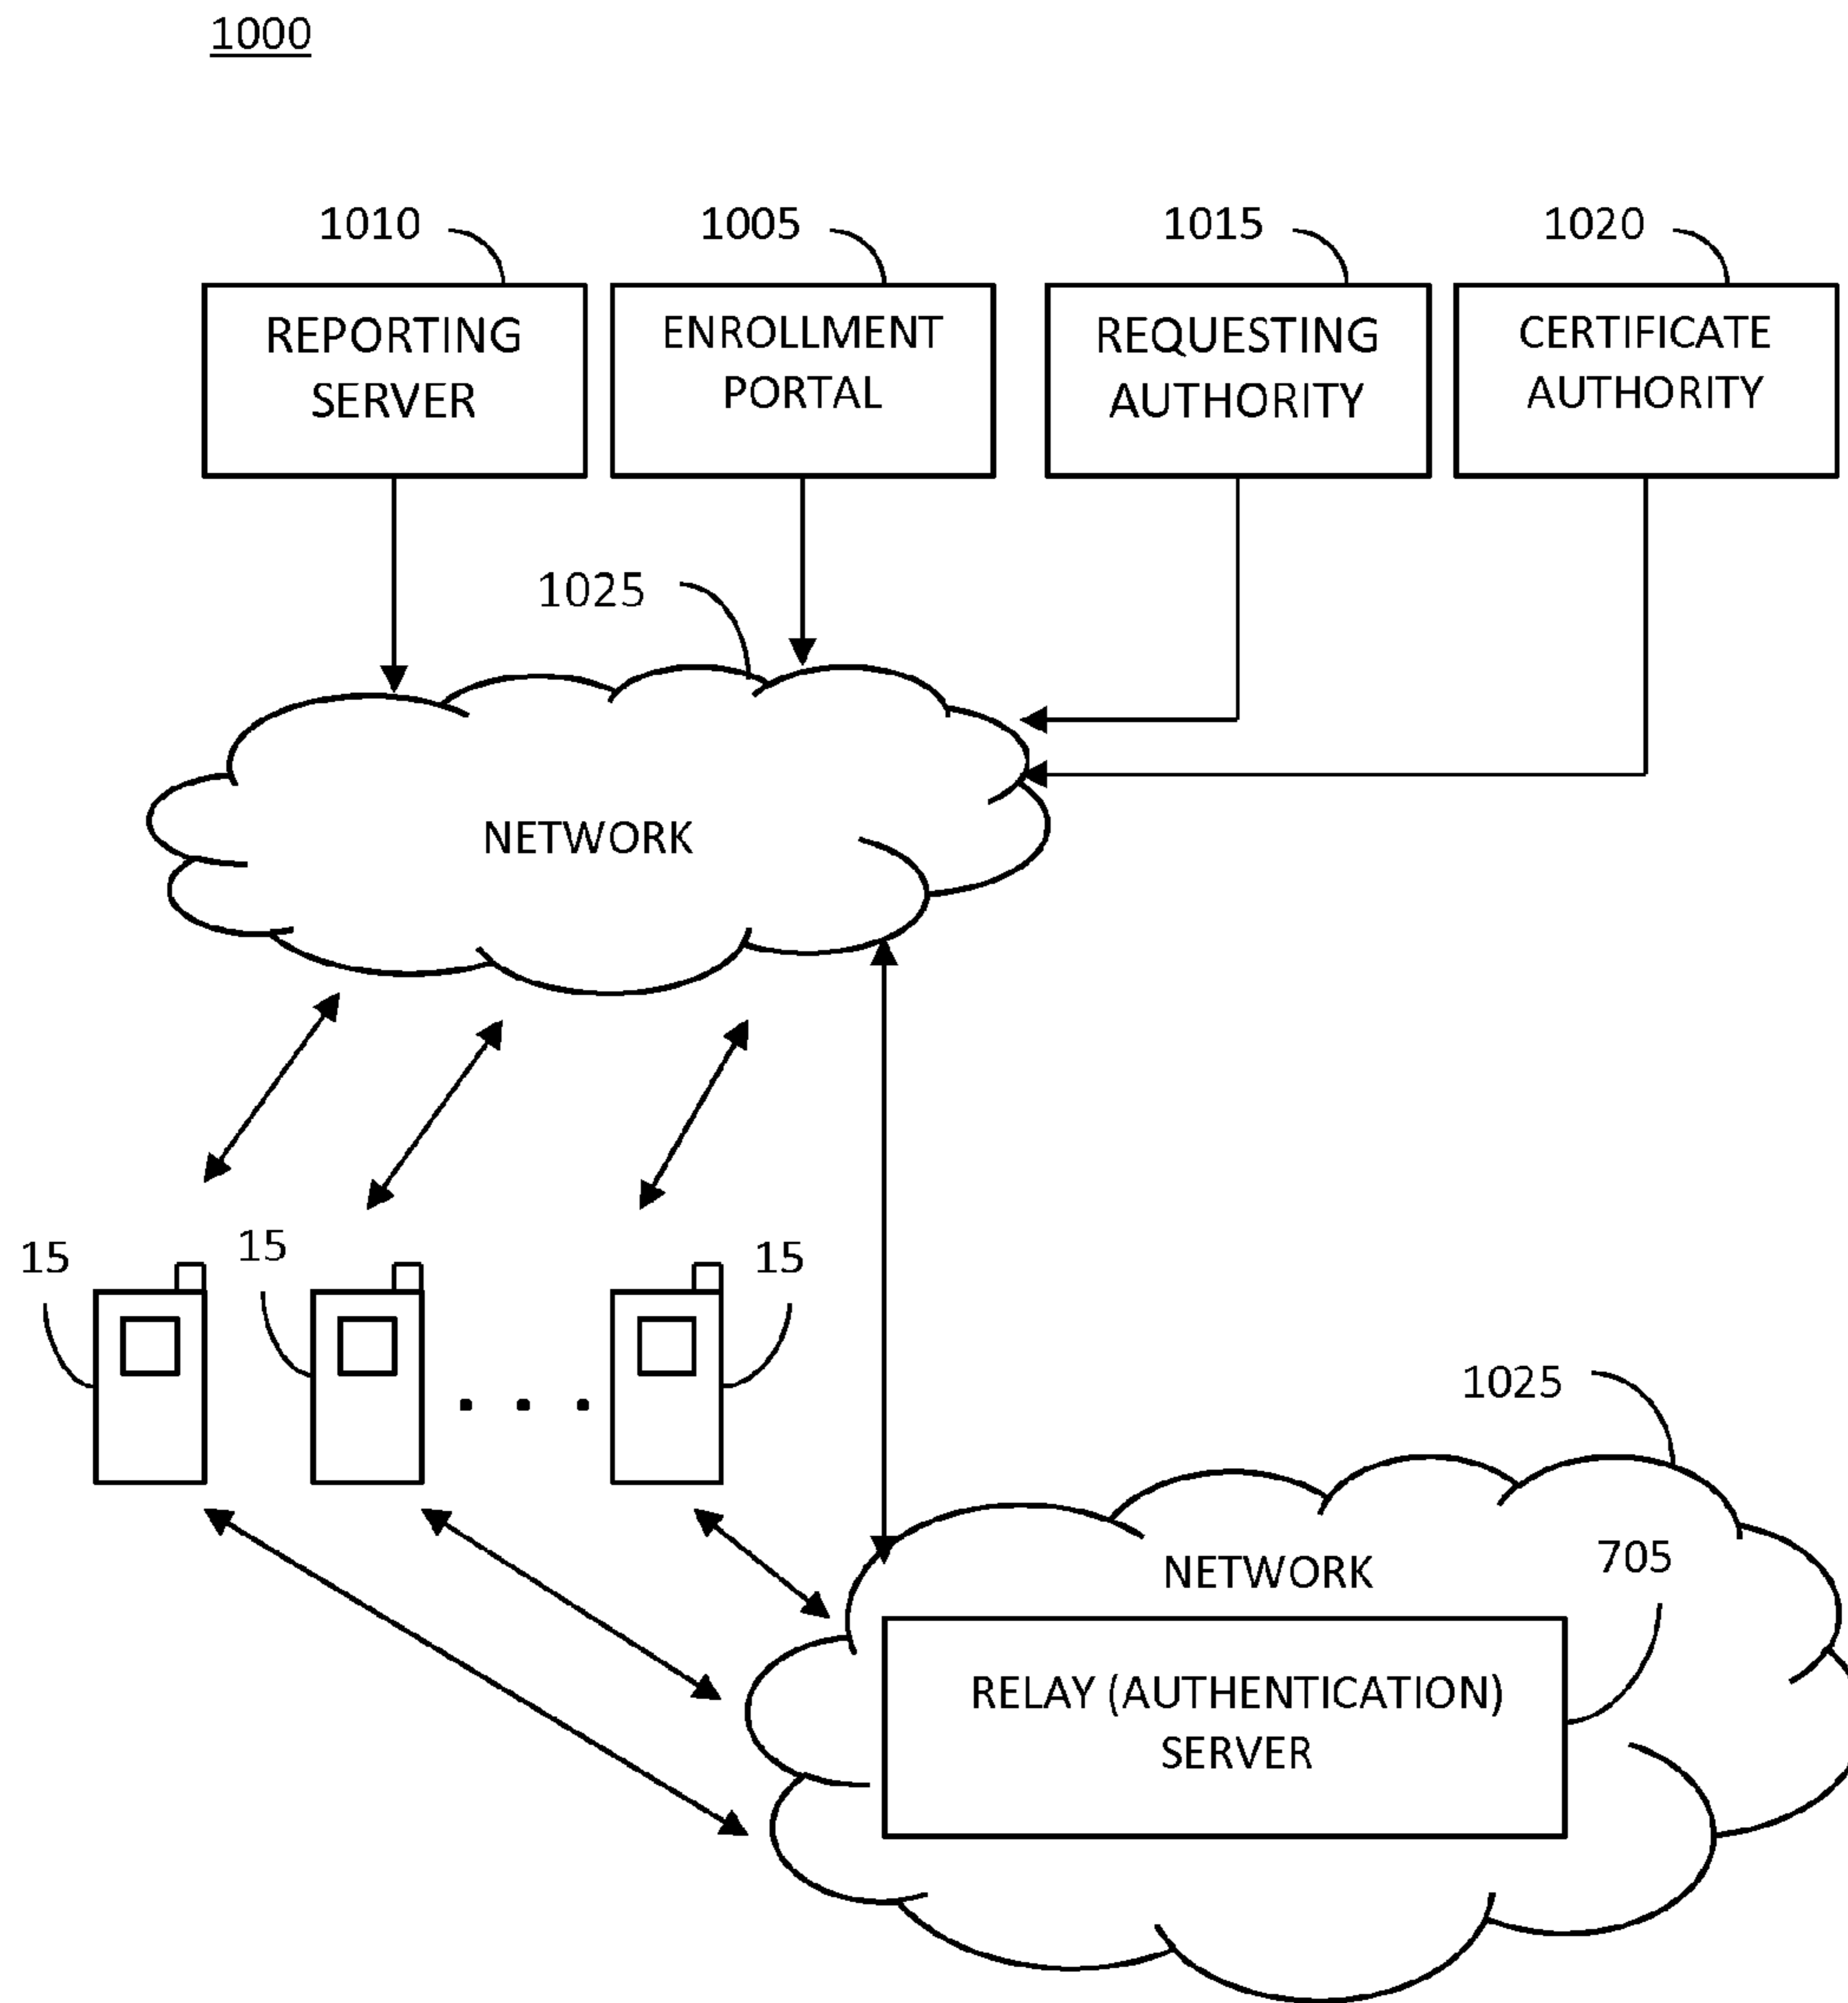 1000
1010
1005
1015
1020
REPORTING
SERVER
ENROLLMENT
PORTAL
REQUESTING
AUTHORITY
CERTIFICATE
AUTHORITY
1025
NETWORK
15
15
15
1025
NETWORK
705
RELAY (AUTHENTICATION)
SERVER